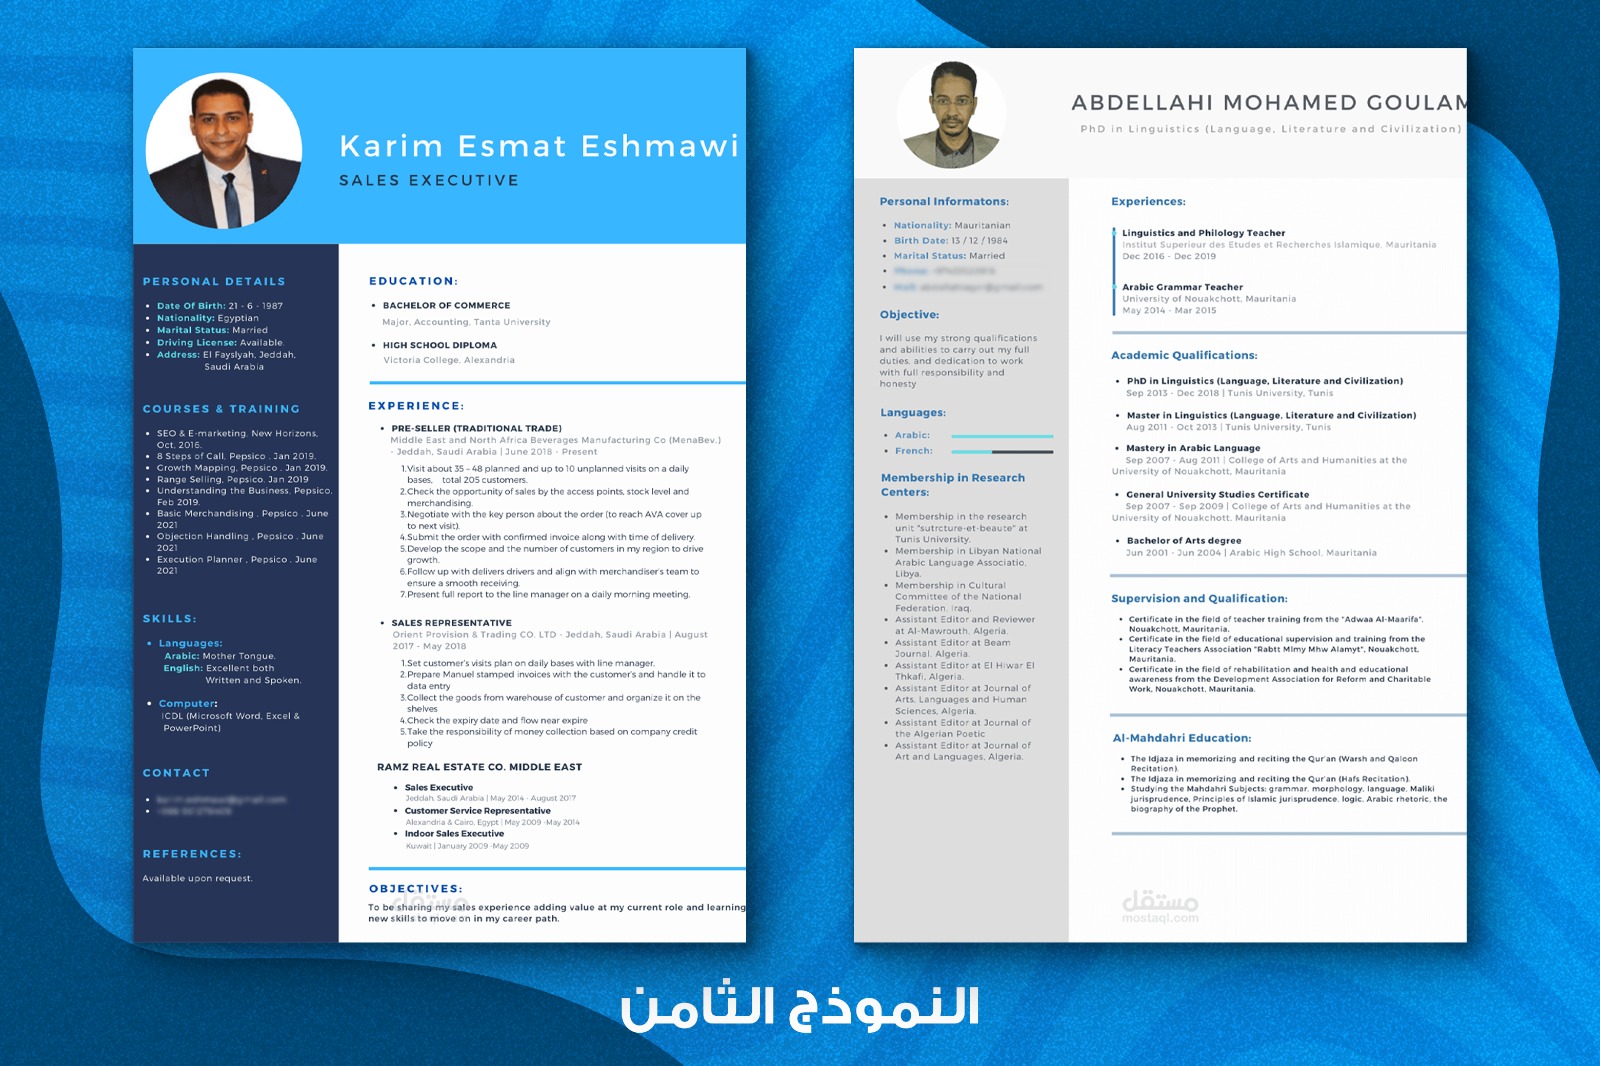 Karim Esmat Eshmawi
SALES EXECUTIVE
PERSONAL DETAILS
Date Of Birth: 21 - 6 - 1987
Nationality: Egyptian
Marital Status: Married
Driving License: Available.
Address: El Fayslyah, Jeddah,
Saudi Arabia
COURSES & TRAINING
SEO & E-marketing, New Horizons,
Oct, 2016.
8 Steps of Call, Pepsico . Jan 2019.
Growth Mapping, Pepsico . Jan 2019.
Range Selling, Pepsico. Jan 2019
Understanding the Business, Pepsico.
Feb 2019.
Basic Merchandising , Pepsico . June
2021
Objection Handling , Pepsico . June
2021
Execution Planner , Pepsico . June
2021
SKILLS:
Languages:
Arabic: Mother Tongue.
English: Excellent both
Written and Spoken.
Computer:
ICDL (Microsoft Word, Excel &
PowerPoint)
CONTACT
REFERENCES:
Available upon request.
EDUCATION:
BACHELOR OF COMMERCE
Major, Accounting, Tanta University
HIGH SCHOOL DIPLOMA
Victoria College, Alexandria
EXPERIENCE:
PRE-SELLER (TRADITIONAL TRADE)
Middle East and North Africa Beverages Manufacturing Co (MenaBev.)
- Jeddah, Saudi Arabia | June 2018 - Present
1.Visit about 35 – 48 planned and up to 10 unplanned visits on a daily
bases, total 205 customers.
2.Check the opportunity of sales by the access points, stock level and
merchandising.
3.Negotiate with the key person about the order (to reach AVA cover up
to next visit).
4.Submit the order with confirmed invoice along with time of delivery.
5.Develop the scope and the number of customers in my region to drive
growth.
6.Follow up with delivers drivers and align with merchandiser's team to
ensure a smooth receiving.
7.Present full report to the line manager on a daily morning meeting.
SALES REPRESENTATIVE
Orient Provision & Trading CO. LTD - Jeddah, Saudi Arabia | August
2017 - May 2018
1.Set customer's visits plan on daily bases with line manager.
2.Prepare Manuel stamped invoices with the customer's and handle it to
data entry
3.Collect the goods from warehouse of customer and organize it on the
shelves
4.Check the expiry date and flow near expire
5.Take the responsibility of money collection based on company credit
policy
RAMZ REAL ESTATE CO. MIDDLE EAST
Sales Executive
Jeddah, Saudi Arabia | May 2014 - August 2017
Customer Service Representative
Alexandria & Cairo, Egypt | May 2009 -May 2014
Indoor Sales Executive
Kuwait | January 2009 -May 2009
OBJECTIVES:
To be sharing my sales experience adding value at my current role and learning
new skills to move on in my career path.
مستقل
ABDELLAHI MOHAMED GOULAM
PhD in Linguistics (Language, Literature and Civilization)
Personal Informatons:
Nationality: Mauritanian
Birth Date: 13 / 12 / 1984
Marital Status: Married
Objective:
I will use my strong qualifications
and abilities to carry out my full
duties, and dedication to work
with full responsibility and
honesty
Languages:
Arabic:
French:
Membership in Research
Centers:
Membership in the research
unit "sutrcture-et-beaute" at
Tunis University.
Membership in Libyan National
Arabic Language Associatio,
Libya.
Membership in Cultural
Committee of the National
Federation, Iraq.
Assistant Editor and Reviewer
at Al-Mawrouth, Algeria.
Assistant Editor at Beam
Journal, Algeria.
Assistant Editor at El Hiwar El
Thkafi, Algeria.
Assistant Editor at Journal of
Arts, Languages and Human
Sciences, Algeria.
Assistant Editor at Journal of
the Algerian Poetic
Assistant Editor at Journal of
Art and Languages, Algeria.
Experiences:
Linguistics and Philology Teacher
Institut Superieur des Etudes et Recherches Islamique, Mauritania
Dec 2016 - Dec 2019
Arabic Grammar Teacher
University of Nouakchott, Mauritania
May 2014 - Mar 2015
Academic Qualifications:
PhD in Linguistics (Language, Literature and Civilization)
Sep 2013 - Dec 2018 | Tunis University, Tunis
Master in Linguistics (Language, Literature and Civilization)
Aug 2011 - Oct 2013 | Tunis University, Tunis
Mastery in Arabic Language
Sep 2007 - Aug 2011 | College of Arts and Humanities at the
University of Nouakchott, Mauritania
General University Studies Certificate
Sep 2007 - Sep 2009 | College of Arts and Humanities at the
University of Nouakchott, Mauritania
Bachelor of Arts degree
Jun 2001 - Jun 2004 | Arabic High School, Mauritania
Supervision and Qualification:
Certificate in the field of teacher training from the "Adwaa Al-Maarifa",
Nouakchott, Mauritania.
Certificate in the field of educational supervision and training from the
Literacy Teachers Association "Rabtt Mlmy Mhw Alamyt", Nouakchott,
Mauritania.
Certificate in the field of rehabilitation and health and educational
awareness from the Development Association for Reform and Charitable
Work, Nouakchott, Mauritania.
Al-Mahdahri Education:
The Idjaza in memorizing and reciting the Qur'an (Warsh and Qaloon
Recitation).
The Idjaza in memorizing and reciting the Qur'an (Hafs Recitation).
Studying the Mahdahri Subjects: grammar, morphology, language, Maliki
jurisprudence, Principles of Islamic jurisprudence, logic, Arabic rhetoric, the
biography of the Prophet.
مستقل
mostaql.com
النموذج الثامن